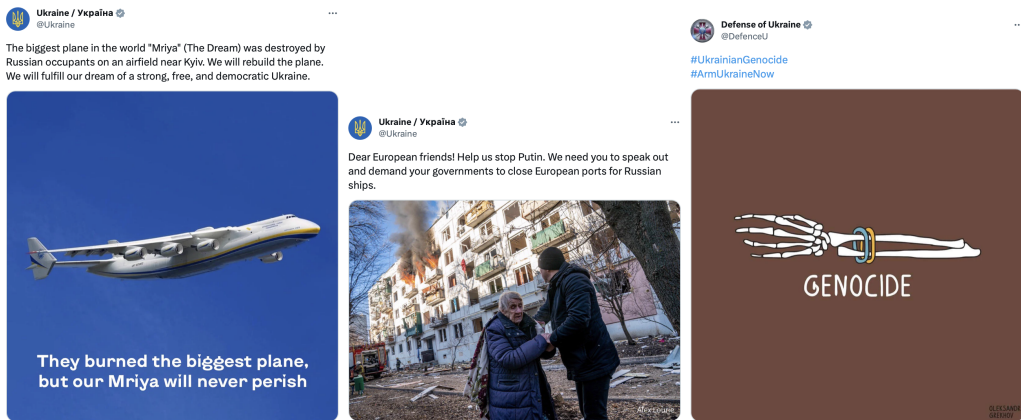 Ukraine / Україна
@Ukraine
The biggest plane in the world "Mriya" (The Dream) was destroyed by
Russian occupants on an airfield near Kyiv. We will rebuild the plane.
We will fulfill our dream of a strong, free, and democratic Ukraine.
They burned the biggest plane,
but our Mriya will never perish
Ukraine / Україна
@Ukraine
Dear European friends! Help us stop Putin. We need you to speak out
and demand your governments to close European ports for Russian
ships.
Alex Lourie
Defense of Ukraine
@DefenceU
#UkrainianGenocide
#ArmUkraineNow
GENOCIDE